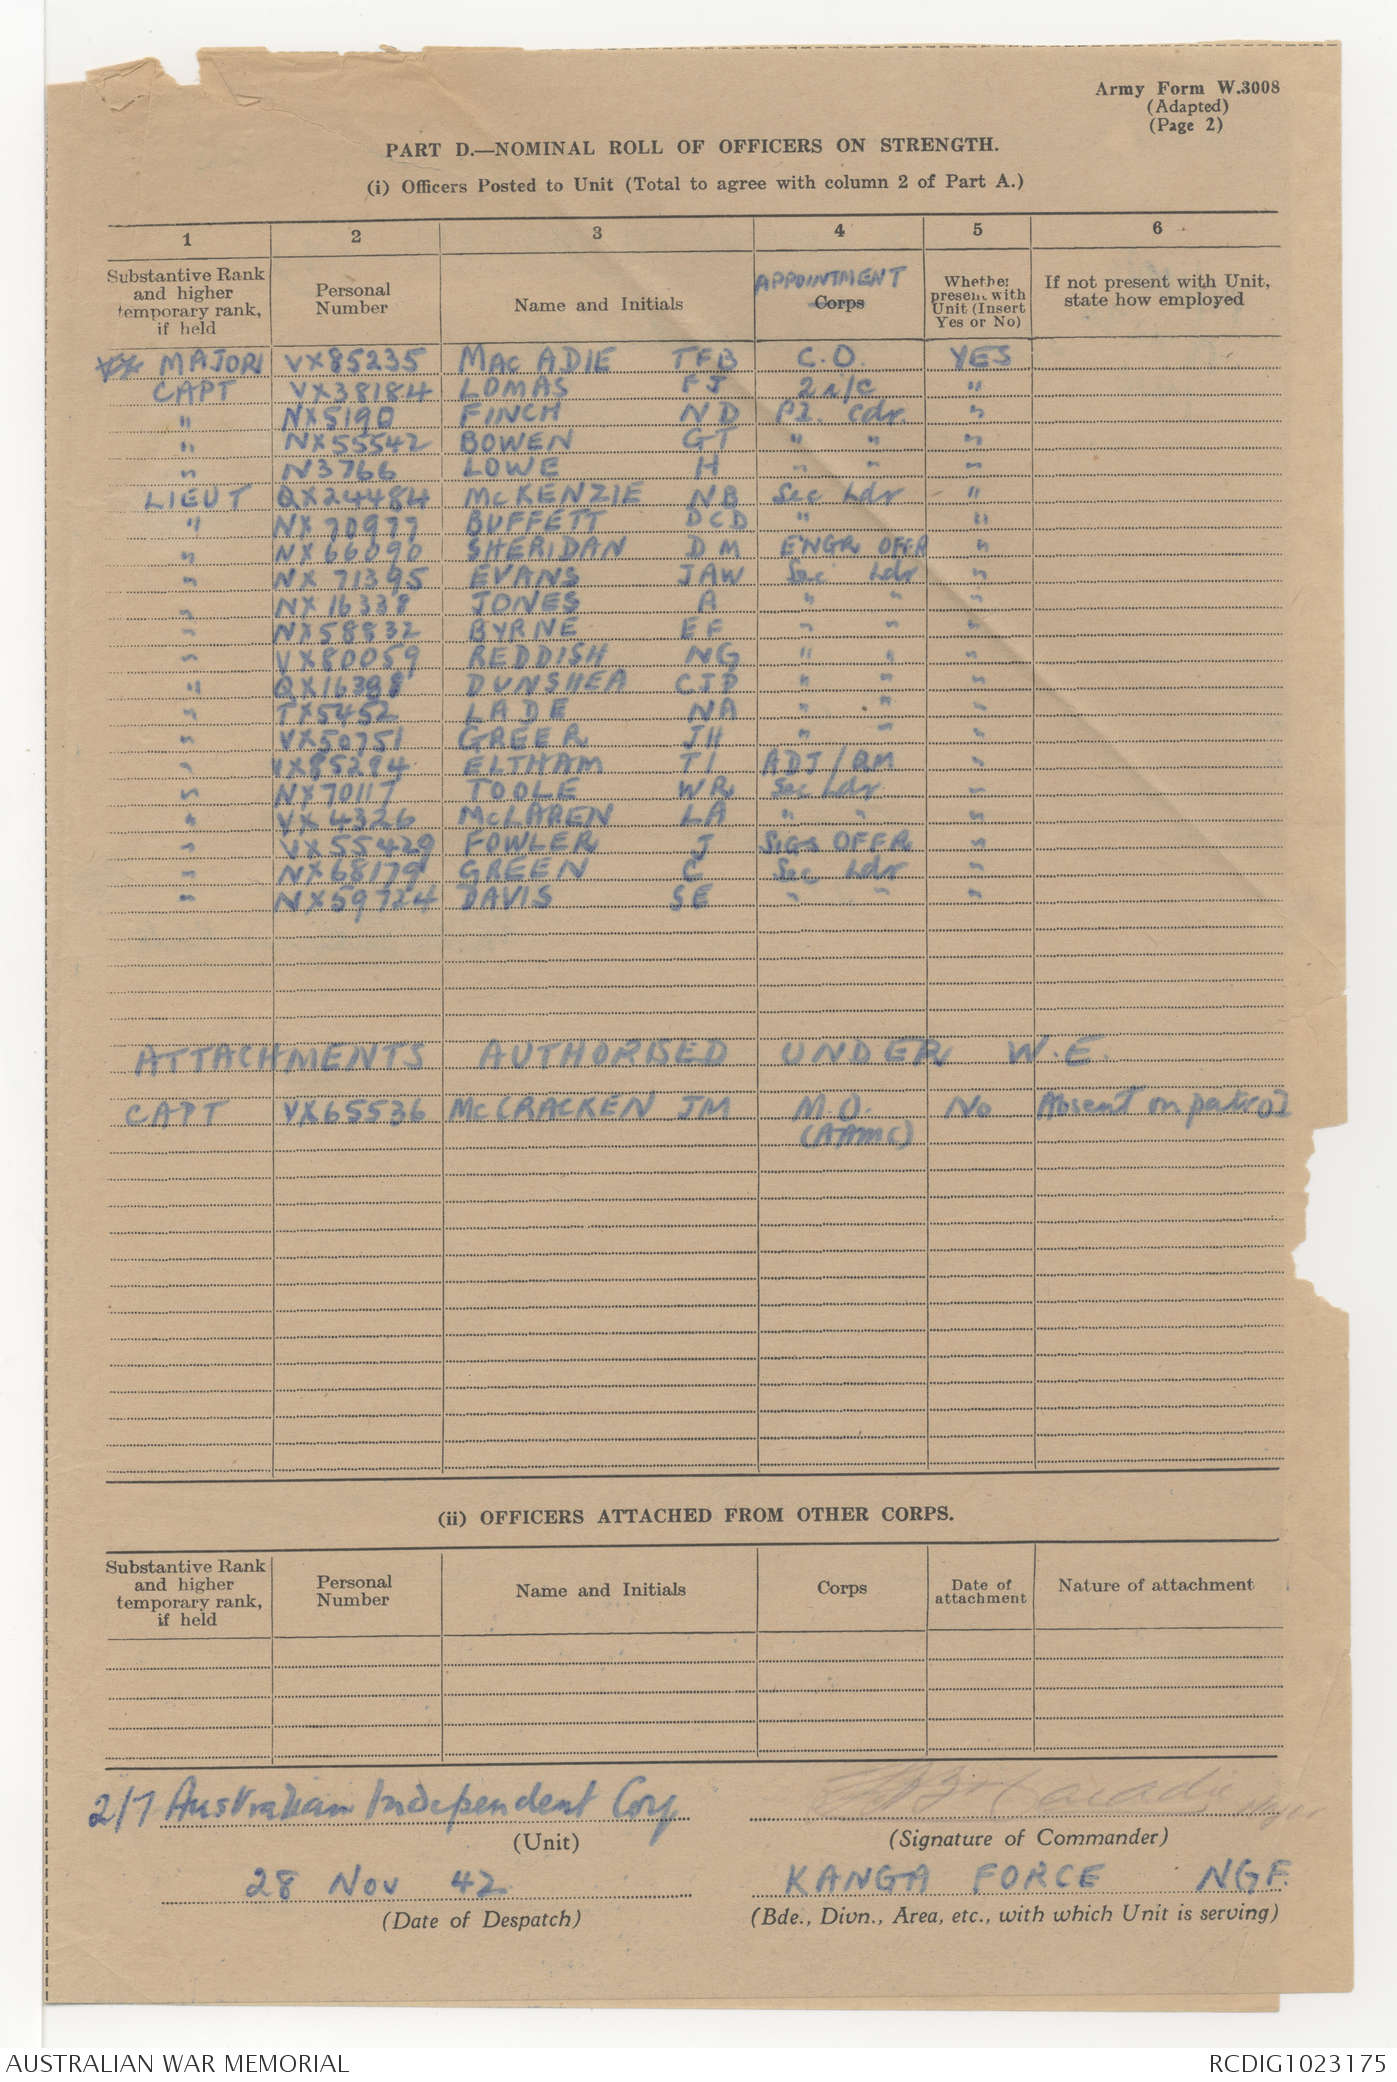 Army Form W.3008
(Adapted)
(Page 2)
PART D.—NOMINAL ROLL OF OFFICERS ON STRENGTH.
(i) Officers Posted to Unit (Total to agree with column 2 of Part A.)
1 2 3 4 5 6
Substantive Rank and higher temporary rank, if held
Personal Number
Name and Initials
APPOINTMENT
Corps
Whether present with Unit (Insert Yes or No)
If not present with Unit, state how employed
MAJOR VX85235 MacADIE TFB C.O. YES
CAPT VX38184 LOMAS FJ 2 i/c "
" NX5190 FINCH ND Pl. Cdr. "
" NX55542 BOWEN GT " " "
" N3766 LOWE H " " "
LIEUT QX24484 McKENZIE NB Sec Ldr "
" NX70977 BUFFETT DCD " "
" NX66090 SHERIDAN DM ENGR OFFR "
" NX71395 EVANS JAW Sec Ldr "
" NX16338 JONES A " " "
" NX58832 BYRNE EF " " "
" VX80059 REDDISH NG " " "
" QX16398 DUNSHEA CJP " " "
" TX5452 LADE NA " " "
" VX50751 GREER JH " " "
" VX85284 ELTHAM TI ADJ/QM "
" NX70117 TOOLE WR Sec Ldr "
" VX4326 McLAREN LA " " "
" VX55429 FOWLER J SIGS OFFR "
" NX68179 GREEN C Sec Ldr "
" NX59724 DAVIS SE " " "
ATTACHMENTS AUTHORISED UNDER W.E.
CAPT VX65536 McCRACKEN JM M.O. No Absent on patrol
(AAMC)
(ii) OFFICERS ATTACHED FROM OTHER CORPS.
Substantive Rank and higher temporary rank, if held
Personal Number
Name and Initials
Corps
Date of attachment
Nature of attachment
2/7 Australian Independent Coy
(Unit)
(Signature of Commander)
28 Nov 42 KANGA FORCE NGF.
(Date of Despatch) (Bde., Divn., Area, etc., with which Unit is serving)
AUSTRALIAN WAR MEMORIAL RCDIG1023175